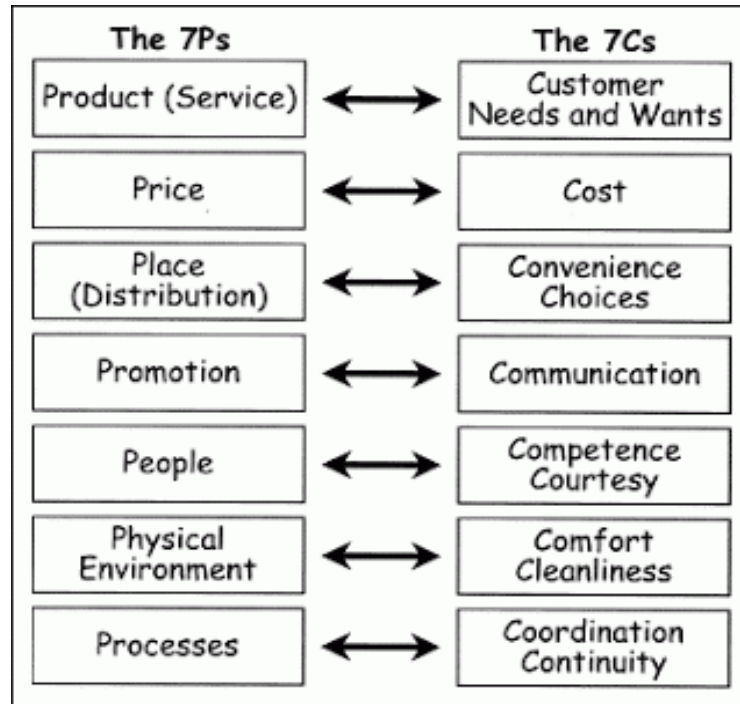 The 7Ps
The 7Cs
Product (Service)
Customer
Needs and Wants
Price
Cost
Place
(Distribution)
Convenience
Choices
Promotion
Communication
People
Competence
Courtesy
Physical
Environment
Comfort
Cleanliness
Processes
Coordination
Continuity